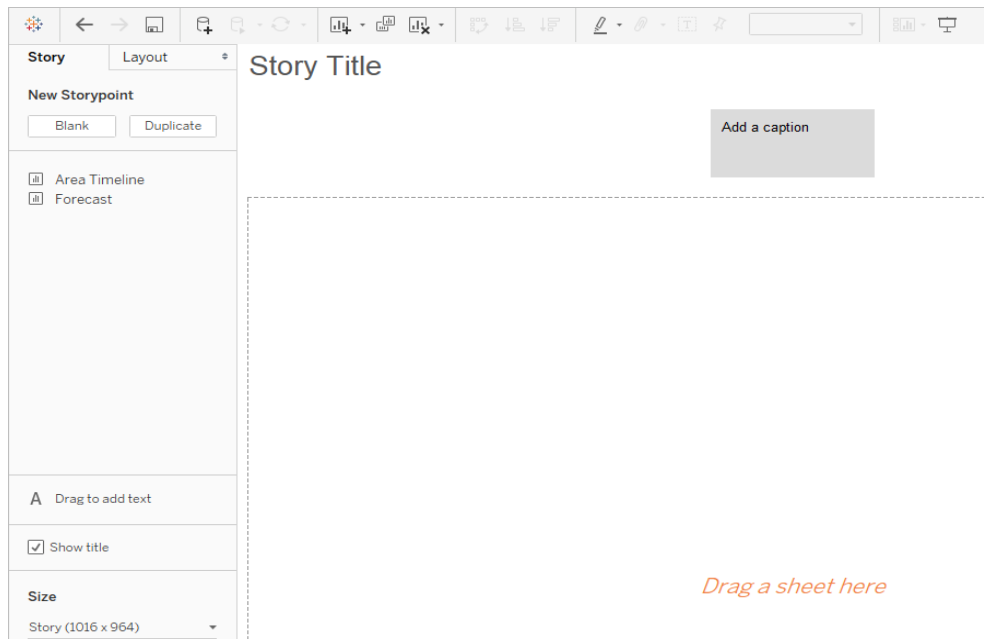 Story Layout
Story Title
New Storypoint
Blank Duplicate
Add a caption
Area Timeline
Forecast
A Drag to add text
Show title
Drag a sheet here
Size
Story (1016 x 964)